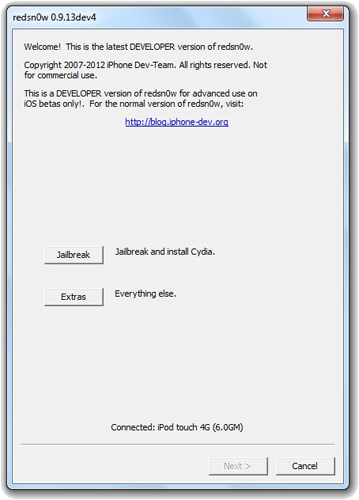 redsn0w 0.9.13dev4
Welcome! This is the latest DEVELOPER version of redsn0w.
Copyright 2007-2012 iPhone Dev-Team. All rights reserved. Not
for commercial use.
This is a DEVELOPER version of redsn0w for advanced use on
iOS betas only!. For the normal version of redsn0w, visit:
http://blog.iphone-dev.org
Jailbreak
Jailbreak and install Cydia.
Extras
Everything else.
Connected: iPod touch 4G (6.0GM)
Next >
Cancel